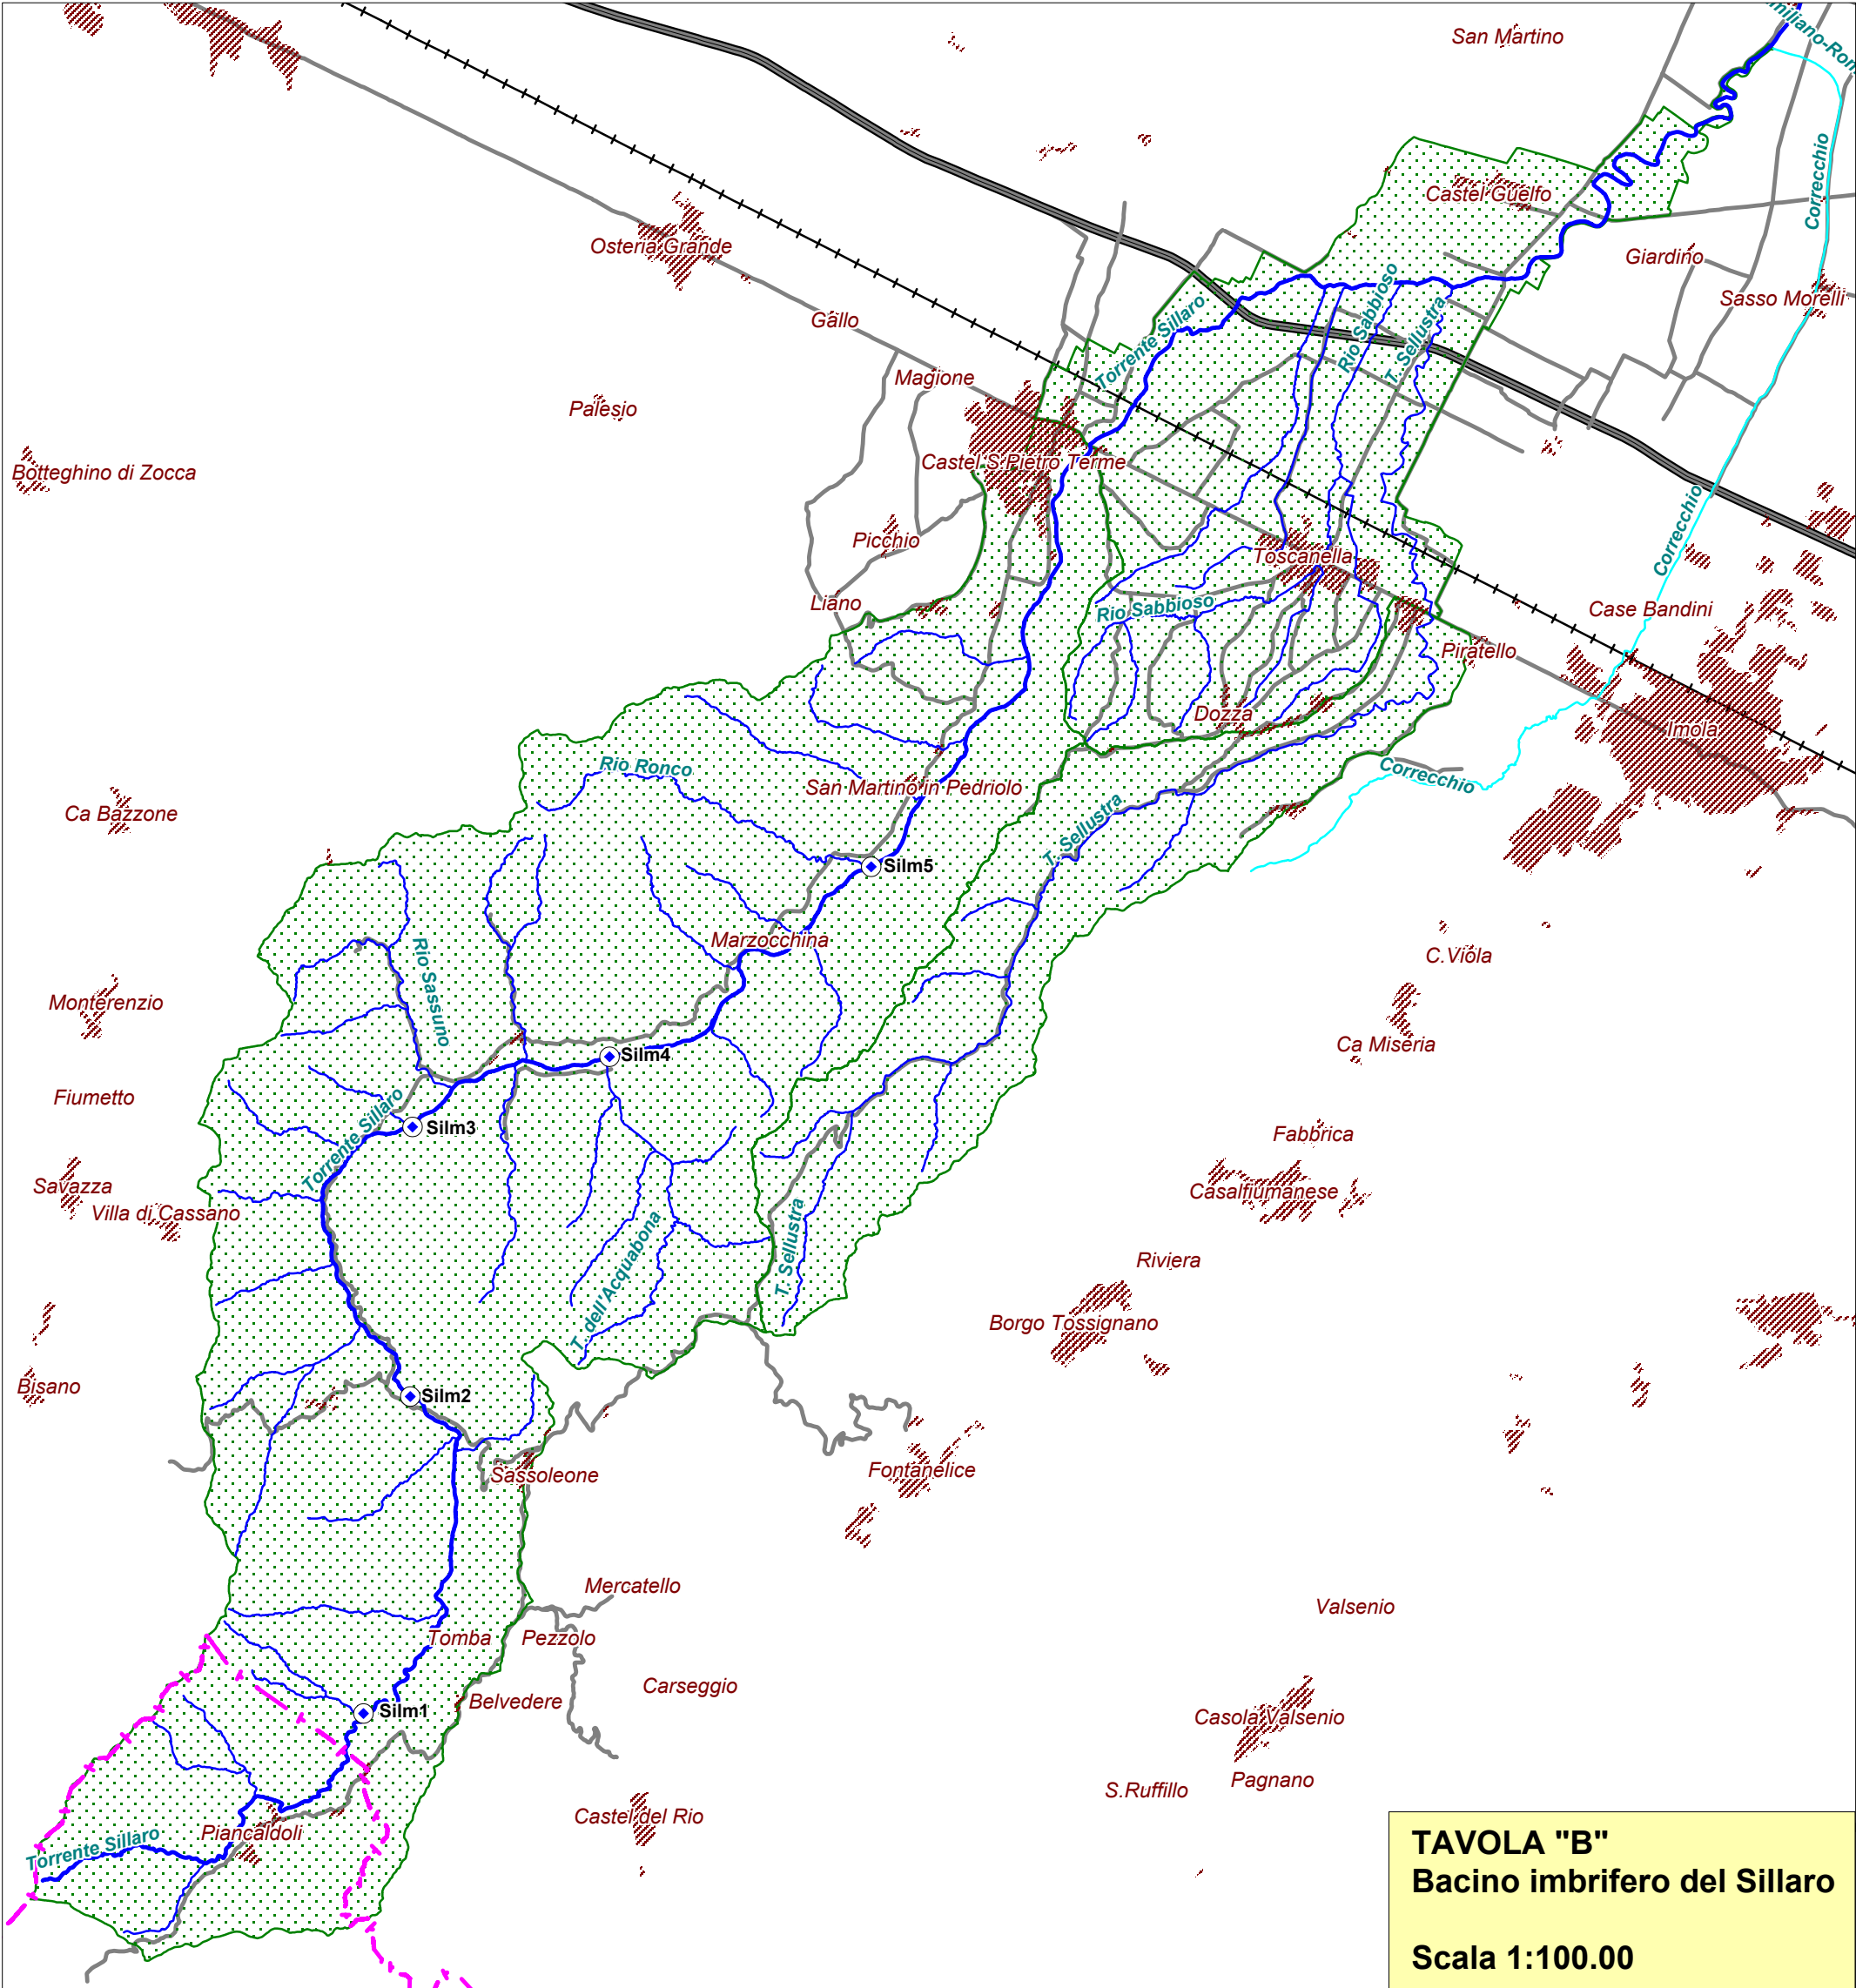 San Martino
miliano-Rom
Correcchio
Castel Guelfo
Osteria Grande
Giardino
Sasso Morelli
Gallo
Torrente Sillaro
Rio Sabbioso
T. Sellustra
Magione
Palesio
Castel S.Pietro Terme
Botteghino di Zocca
Correcchio
Picchio
Toscanella
Liano
Rio Sabbioso
Case Bandini
Piratello
Dozza
Imola
Rio Ronco
San Martino in Pedriolo
Correcchio
Ca Bazzone
T. Sellustra
Silm5
Marzocchina
C.Viola
Rio Sassuno
Monterenzio
Ca Miseria
Silm4
Fiumetto
Torrente Sillaro
Silm3
Fabbrica
Savazza
Casalfiumanese
Villa di Cassano
T. Sellustra
T. dell'Acquabona
Riviera
Borgo Tossignano
Bisano
Silm2
Sassoleone
Fontanelice
Mercatello
Valsenio
Tomba
Pezzolo
Carseggio
Belvedere
Silm1
Casola Valsenio
Pagnano
S.Ruffillo
Castel del Rio
Piancaldoli
Torrente Sillaro
TAVOLA "B"
Bacino imbrifero del Sillaro
Scala 1:100.00